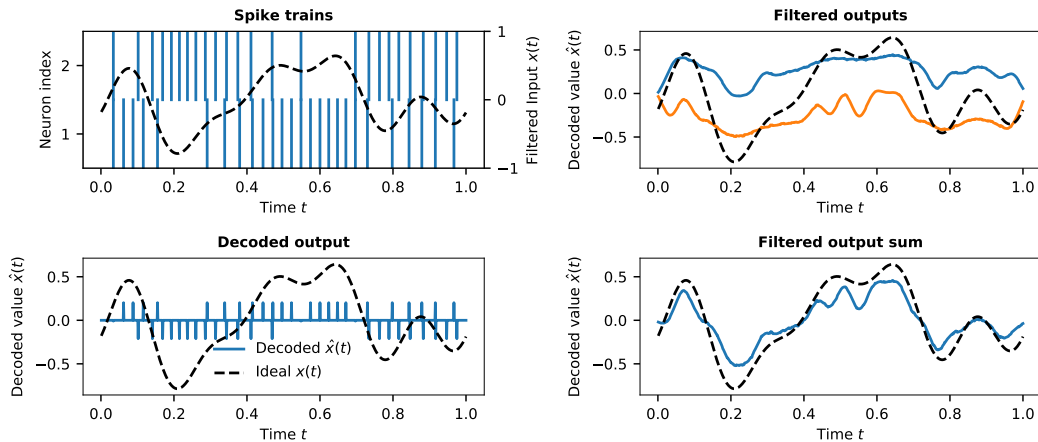 Spike trains
Neuron index
2
1
1
0
−1
Filtered Input x(t)
0.0 0.2 0.4 0.6 0.8 1.0
Time t
Filtered outputs
Decoded value x̂(t)
0.5
0.0
−0.5
0.0 0.2 0.4 0.6 0.8 1.0
Time t
Decoded output
Decoded value x̂(t)
0.5
0.0
−0.5
Decoded x̂(t)
Ideal x(t)
0.0 0.2 0.4 0.6 0.8 1.0
Time t
Filtered output sum
Decoded value x̂(t)
0.5
0.0
−0.5
0.0 0.2 0.4 0.6 0.8 1.0
Time t